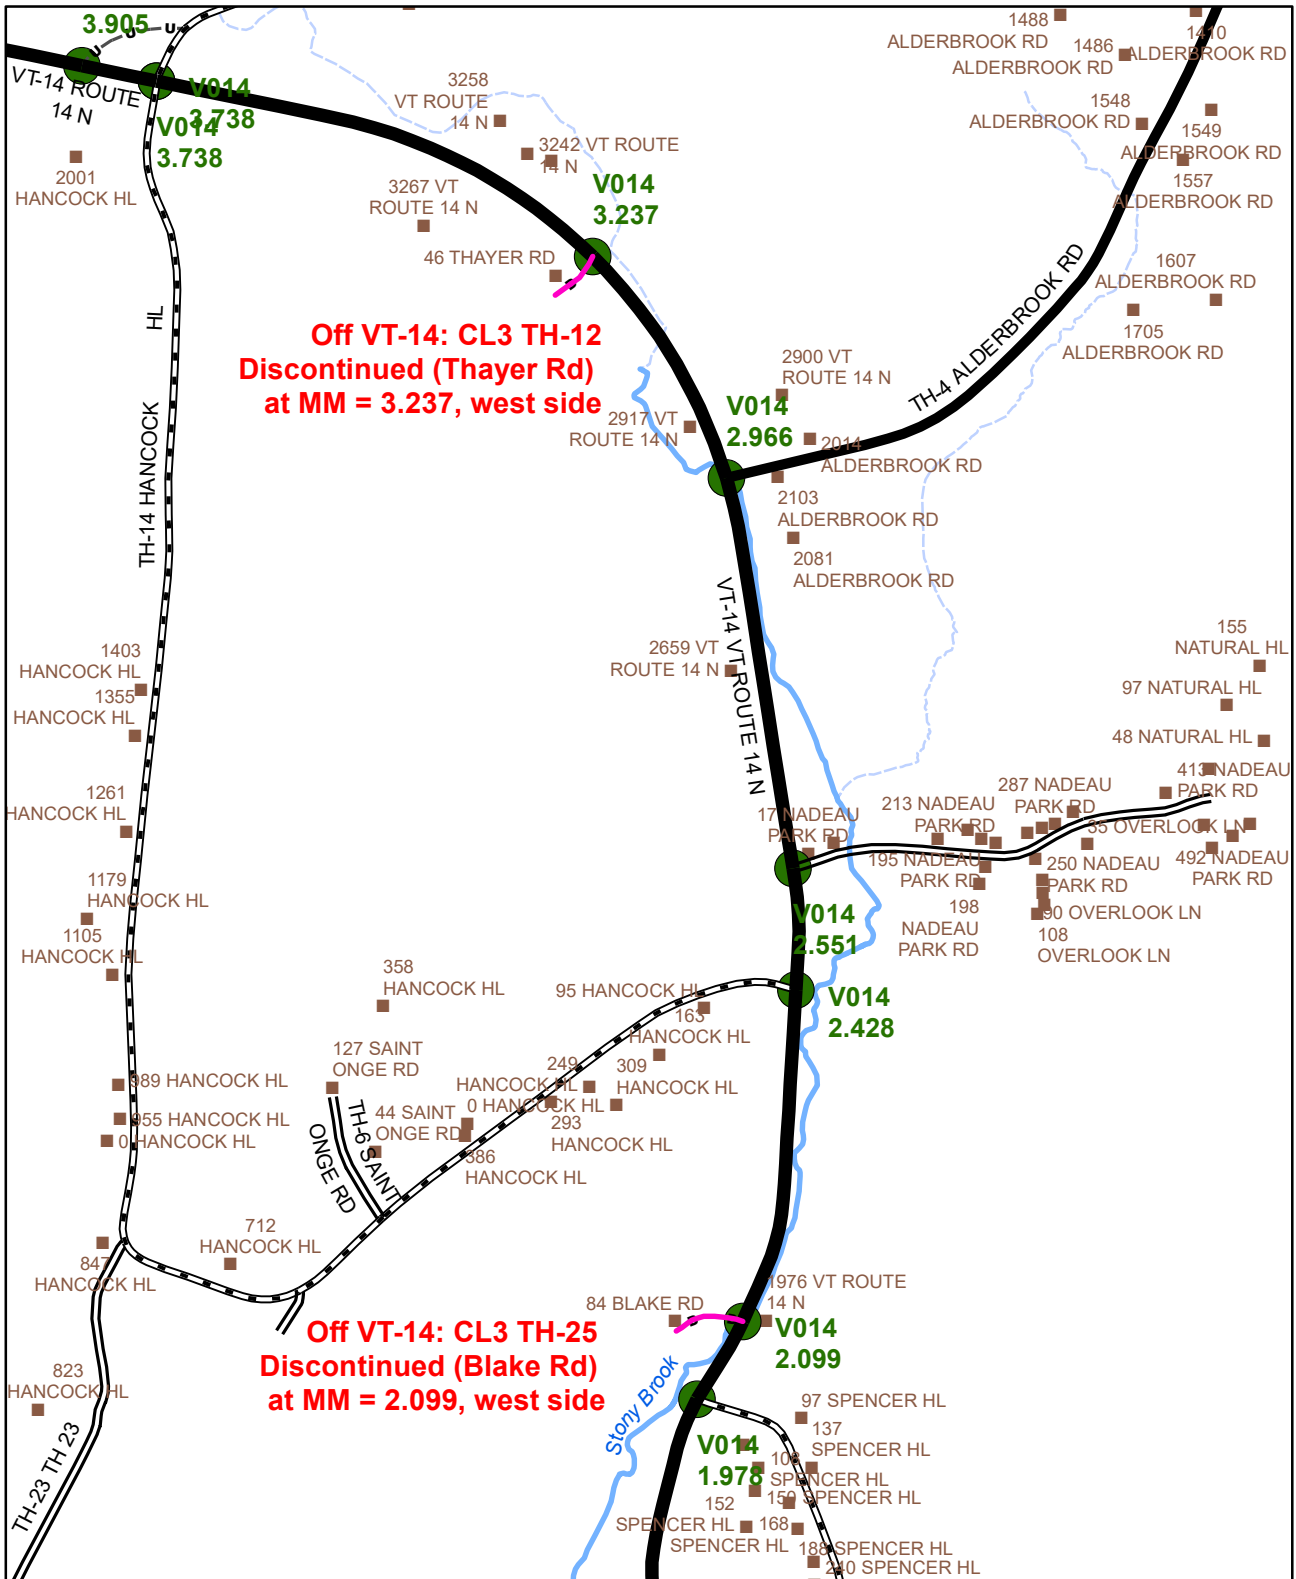 3.905
U
U
VT-14 ROUTE
14 N
V014
3.738
V014
3.738
2001
HANCOCK HL
3258
VT ROUTE
14 N
3242 VT ROUTE
14 N
3267 VT
ROUTE 14 N
V014
3.237
46 THAYER RD
1488
ALDERBROOK RD
1486
ALDERBROOK RD
1410
ALDERBROOK RD
1548
ALDERBROOK RD
1549
ALDERBROOK RD
1557
ALDERBROOK RD
1607
ALDERBROOK RD
1705
ALDERBROOK RD
TH-4 ALDERBROOK RD
Off VT-14: CL3 TH-12
Discontinued (Thayer Rd)
at MM = 3.237, west side
HL
TH-14 HANCOCK
2900 VT
ROUTE 14 N
2917 VT
ROUTE 14 N
V014
2.966
2014
ALDERBROOK RD
2103
ALDERBROOK RD
2081
ALDERBROOK RD
VT-14 VT ROUTE 14 N
2659 VT
ROUTE 14 N
1403
HANCOCK HL
1355
HANCOCK HL
1261
HANCOCK HL
1179
HANCOCK HL
1105
HANCOCK HL
155
NATURAL HL
97 NATURAL HL
48 NATURAL HL
413 NADEAU
PARK RD
287 NADEAU
PARK RD
213 NADEAU
PARK RD
17 NADEAU
PARK RD
35 OVERLOOK LN
195 NADEAU
PARK RD
250 NADEAU
PARK RD
492 NADEAU
PARK RD
198
NADEAU
PARK RD
90 OVERLOOK LN
108
OVERLOOK LN
V014
2.551
V014
2.428
358
HANCOCK HL
95 HANCOCK HL
163
HANCOCK HL
127 SAINT
ONGE RD
249
HANCOCK HL
309
HANCOCK HL
0 HANCOCK HL
293
HANCOCK HL
44 SAINT
ONGE RD
386
HANCOCK HL
TH-6 SAINT
ONGE RD
989 HANCOCK HL
955 HANCOCK HL
0 HANCOCK HL
712
HANCOCK HL
847
HANCOCK HL
823
HANCOCK HL
TH-23 TH 23
84 BLAKE RD
1976 VT ROUTE
14 N
V014
2.099
Off VT-14: CL3 TH-25
Discontinued (Blake Rd)
at MM = 2.099, west side
Stony Brook
V014
1.978
97 SPENCER HL
137
SPENCER HL
108
SPENCER HL
150 SPENCER HL
152
SPENCER HL
168
SPENCER HL
188 SPENCER HL
240 SPENCER HL